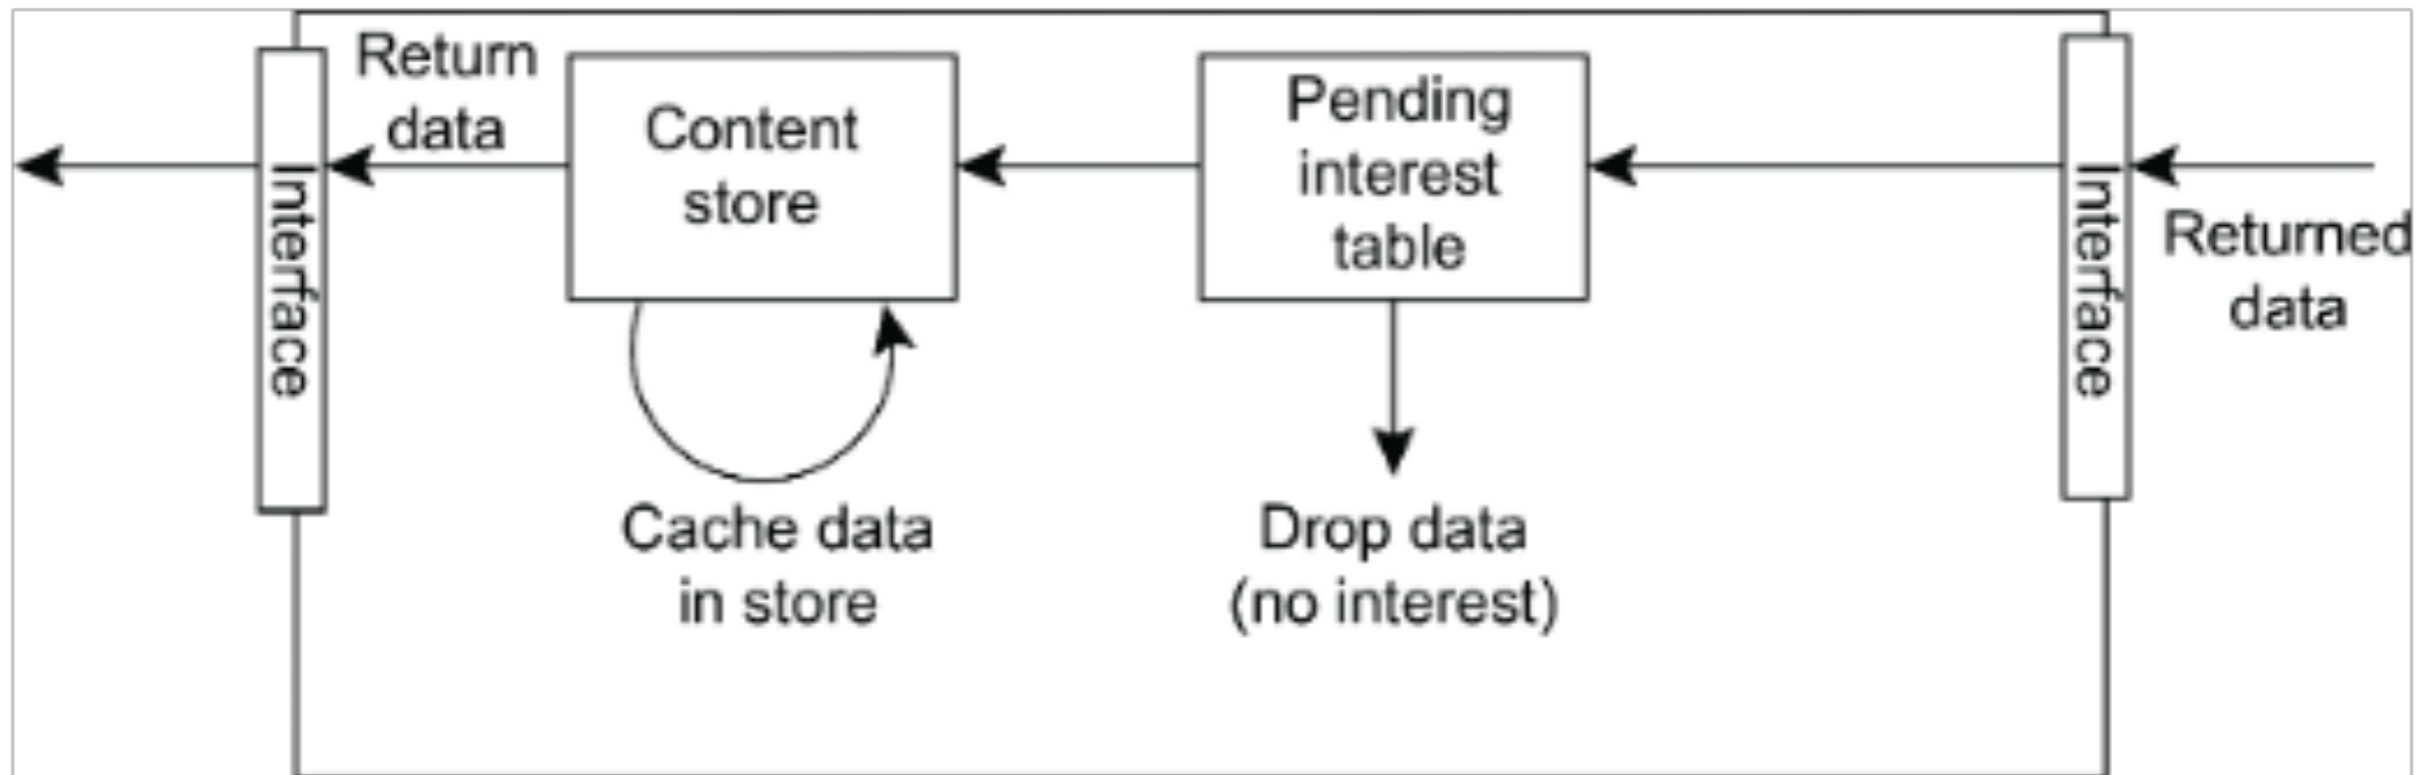 Return
data
Content
store
Pending
interest
table
Interface
Interface
Returned
data
Cache data
in store
Drop data
(no interest)